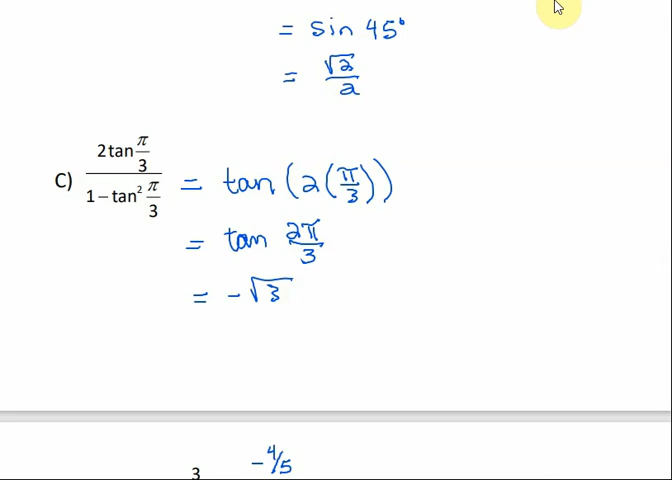 = sin 45°
= √2/2
C) (2tan π/3)/(1 − tan² π/3) = tan(2(π/3))
= tan 2π/3
= -√3
3 -4/5